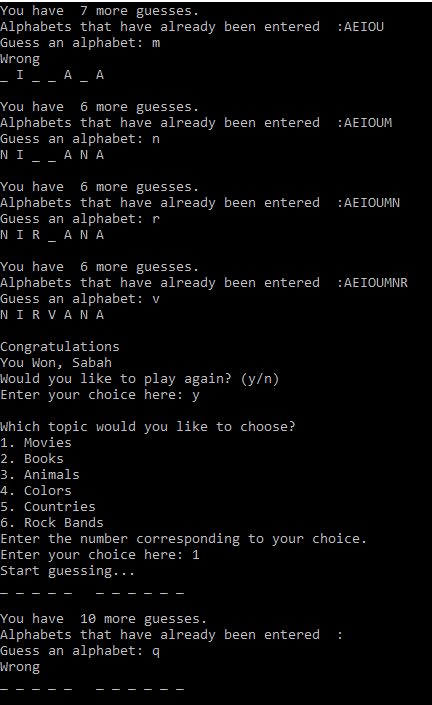 You have  7 more guesses.
Alphabets that have already been entered  :AEIOU
Guess an alphabet: m
Wrong
_ I _ _ A _ A
You have  6 more guesses.
Alphabets that have already been entered  :AEIOUM
Guess an alphabet: n
N I _ _ A N A
You have  6 more guesses.
Alphabets that have already been entered  :AEIOUMN
Guess an alphabet: r
N I R _ A N A
You have  6 more guesses.
Alphabets that have already been entered  :AEIOUMNR
Guess an alphabet: v
N I R V A N A
Congratulations
You Won, Sabah
Would you like to play again? (y/n)
Enter your choice here: y
Which topic would you like to choose?
1. Movies
2. Books
3. Animals
4. Colors
5. Countries
6. Rock Bands
Enter the number corresponding to your choice.
Enter your choice here: 1
Start guessing...
_ _ _ _ _   _ _ _ _ _ _
You have  10 more guesses.
Alphabets that have already been entered  :
Guess an alphabet: q
Wrong
_ _ _ _ _   _ _ _ _ _ _